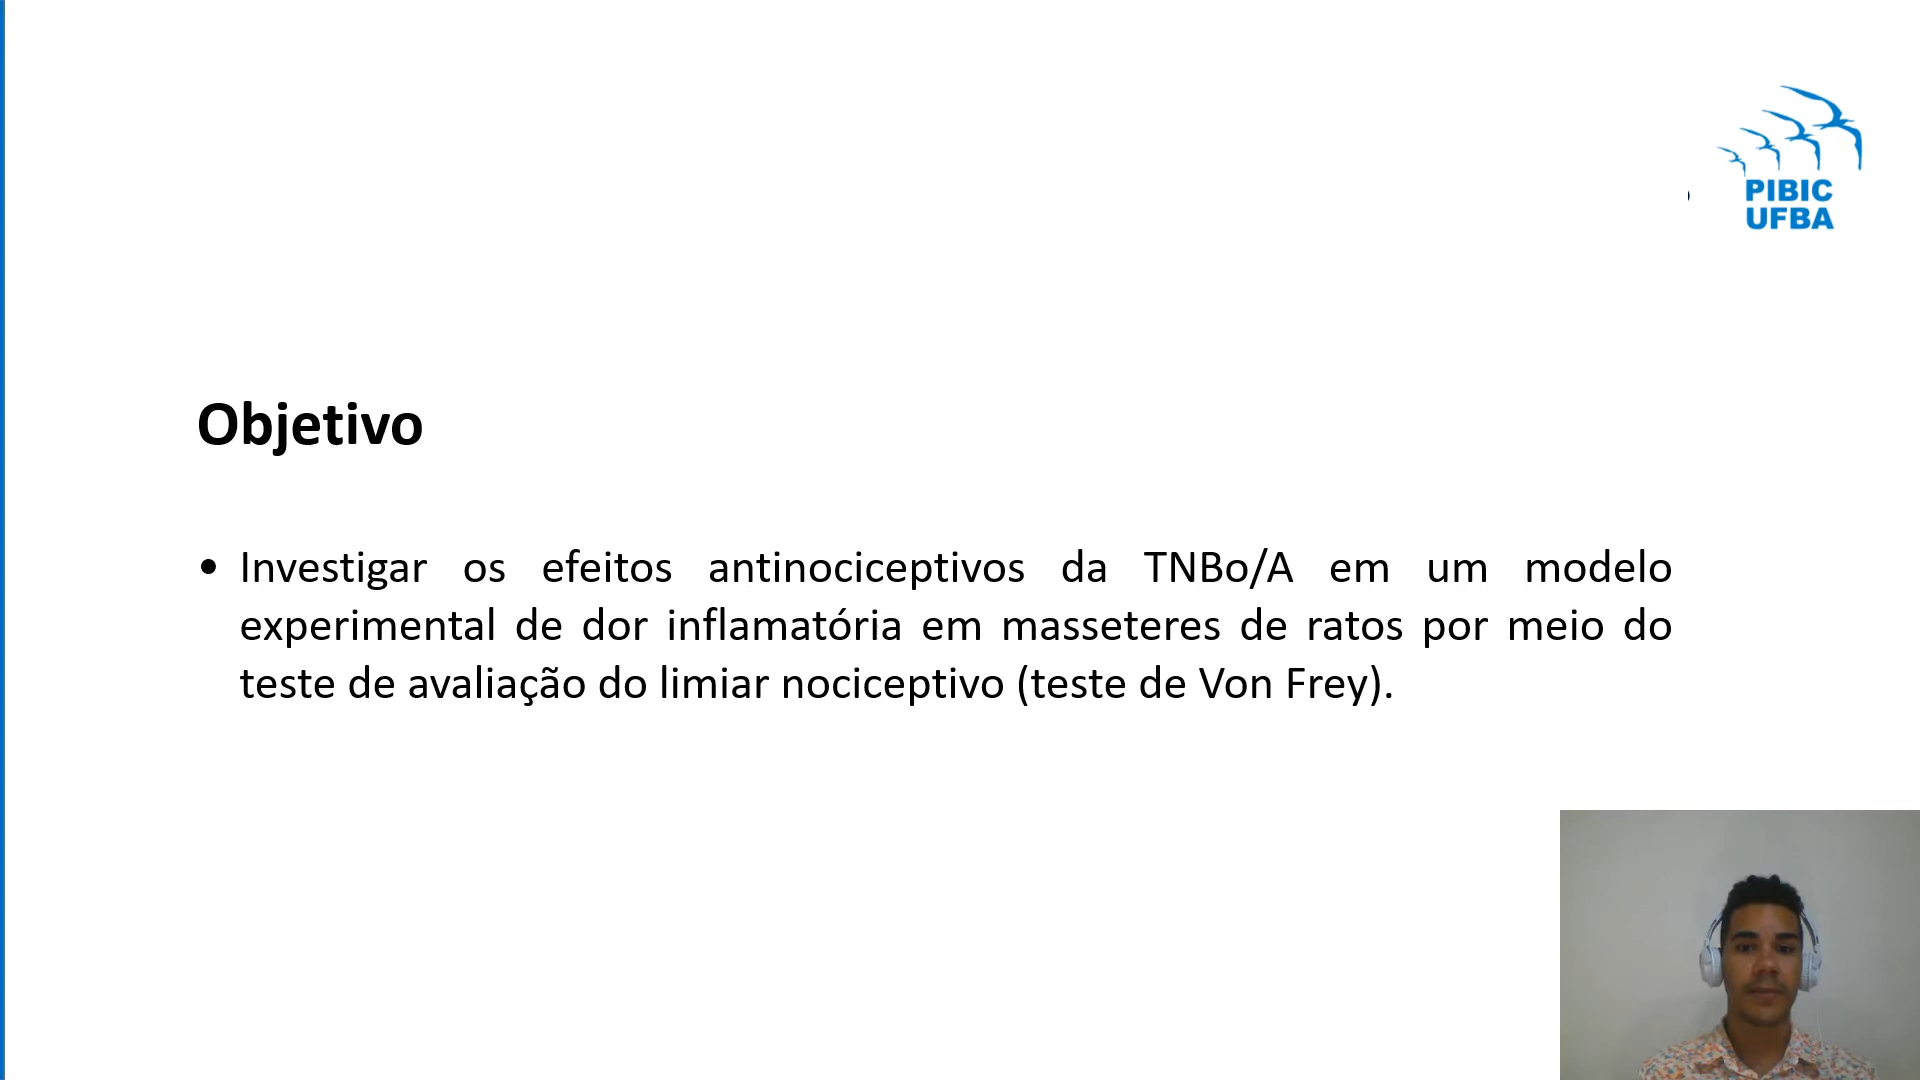 PIBIC
UFBA
Objetivo
• Investigar os efeitos antinociceptivos da TNBo/A em um modelo
experimental de dor inflamatória em masseteres de ratos por meio do
teste de avaliação do limiar nociceptivo (teste de Von Frey).